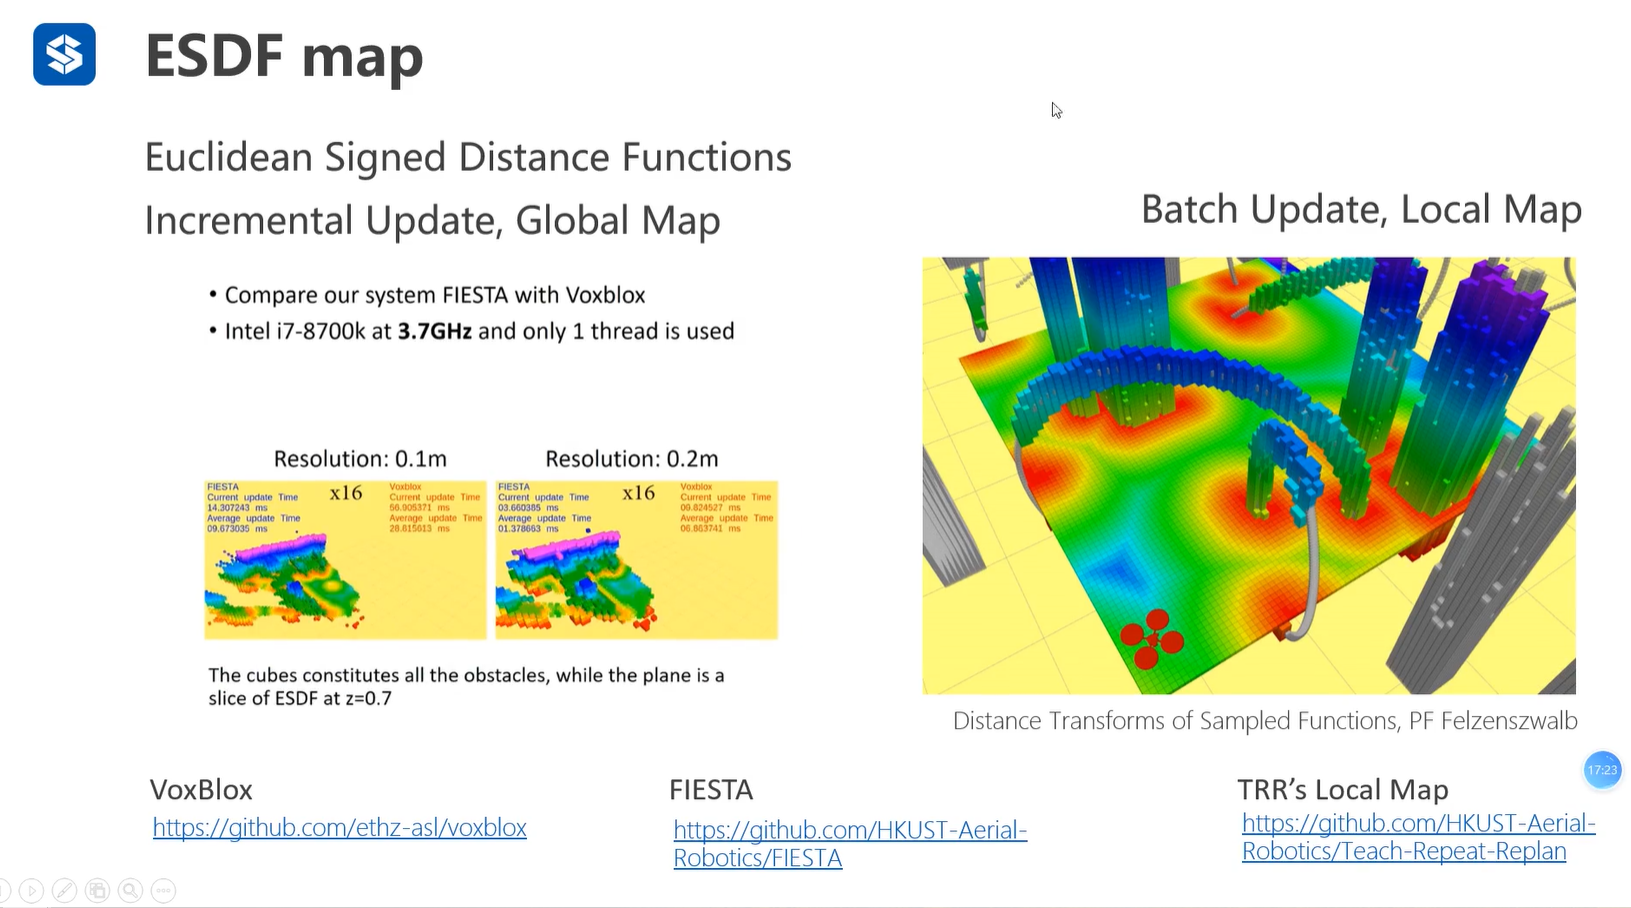 ESDF map
Euclidean Signed Distance Functions
Incremental Update, Global Map
• Compare our system FIESTA with Voxblox
• Intel i7-8700k at 3.7GHz and only 1 thread is used
Resolution: 0.1m
FIESTA
Current update Time
14.307243 ms
Average update Time
09.673035 ms
x16
Voxblox
Current update Time
56.905371 ms
Average update Time
28.615613 ms
Resolution: 0.2m
FIESTA
Current update Time
03.660385 ms
Average update Time
01.378663 ms
x16
Voxblox
Current update Time
06.624527 ms
Average update Time
06.863741 ms
The cubes constitutes all the obstacles, while the plane is a
slice of ESDF at z=0.7
Batch Update, Local Map
Distance Transforms of Sampled Functions, PF Felzenszwalb
17:23
VoxBlox
https://github.com/ethz-asl/voxblox
FIESTA
https://github.com/HKUST-Aerial-
Robotics/FIESTA
TRR’s Local Map
https://github.com/HKUST-Aerial-
Robotics/Teach-Repeat-Replan